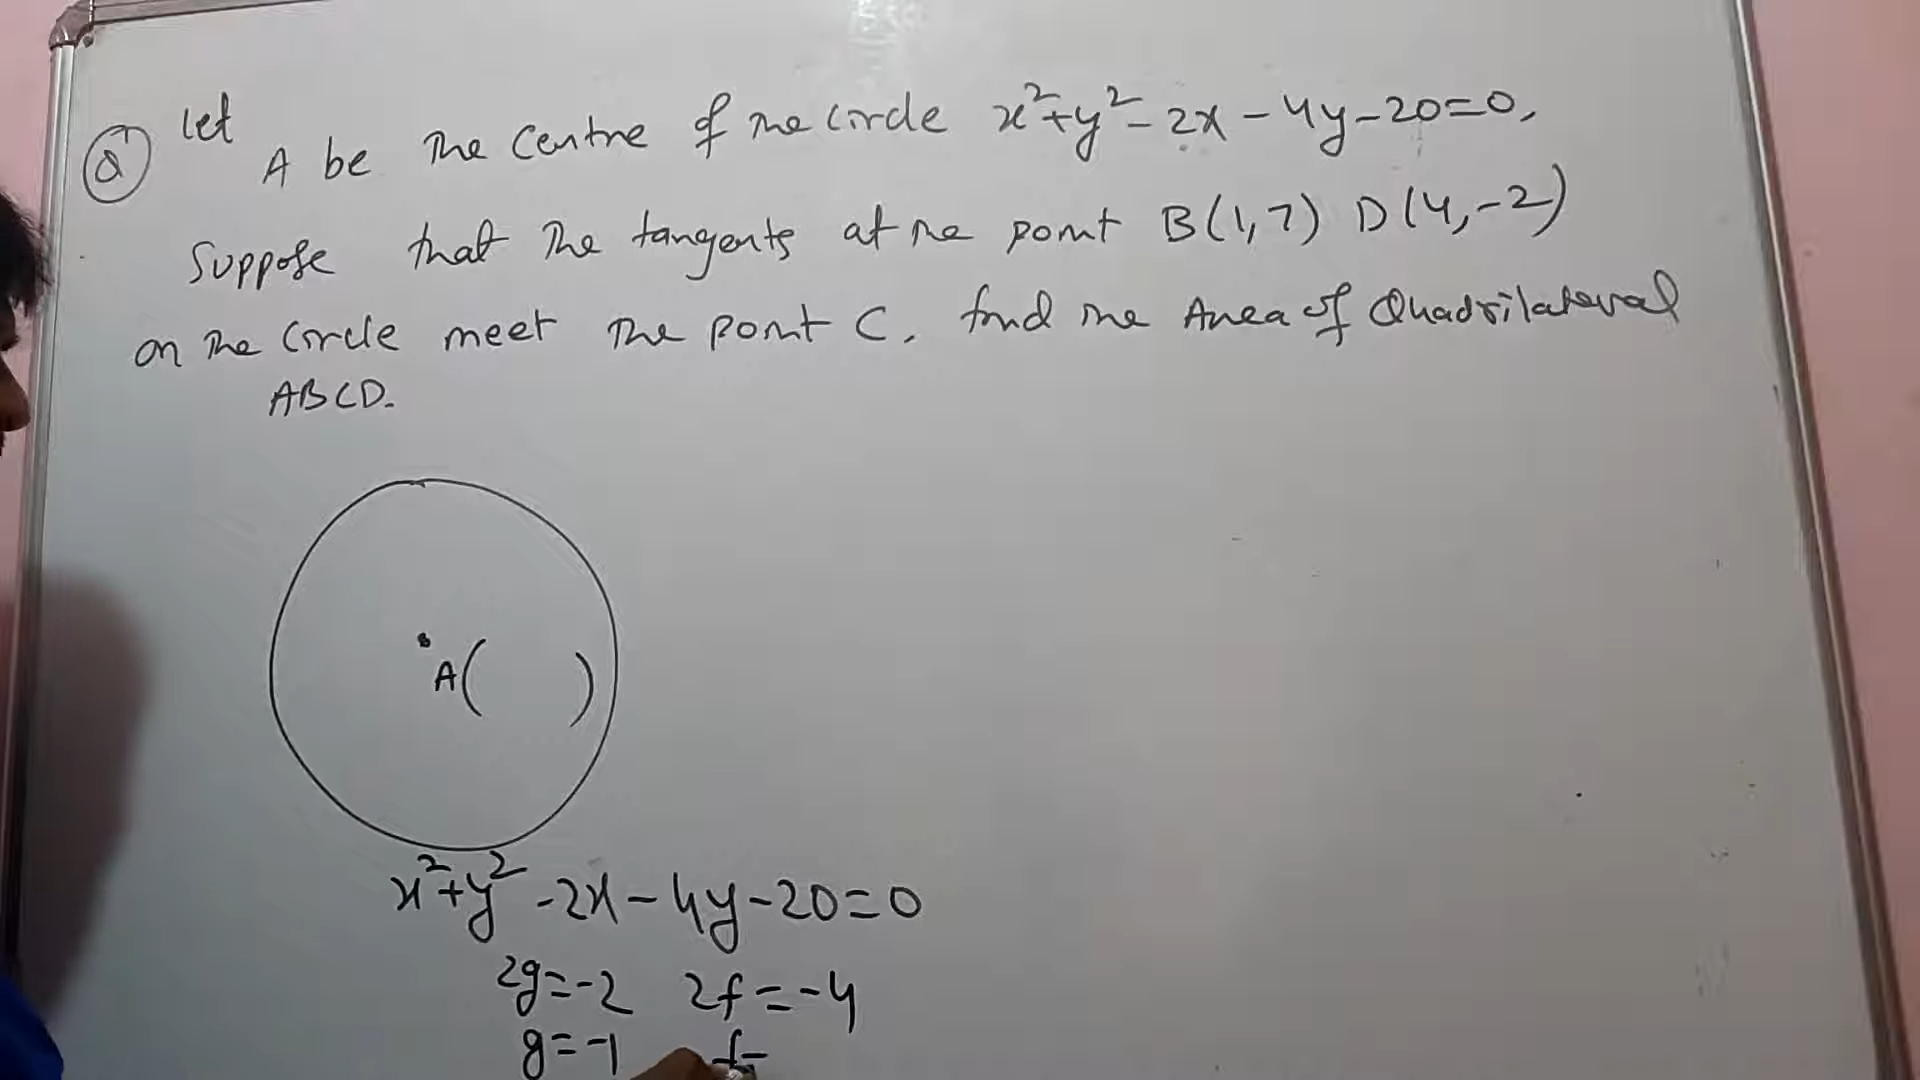 Q Let A be the centre of the circle x²+y²-2x-4y-20=0,
Suppose that the tangents at the point B(1,7) D(4,-2)
on the circle meet the point C. find the Area of Quadrilateral
ABCD.
A( )
x²+y²-2x-4y-20=0
2g=-2 2f=-4
g=-1 f=